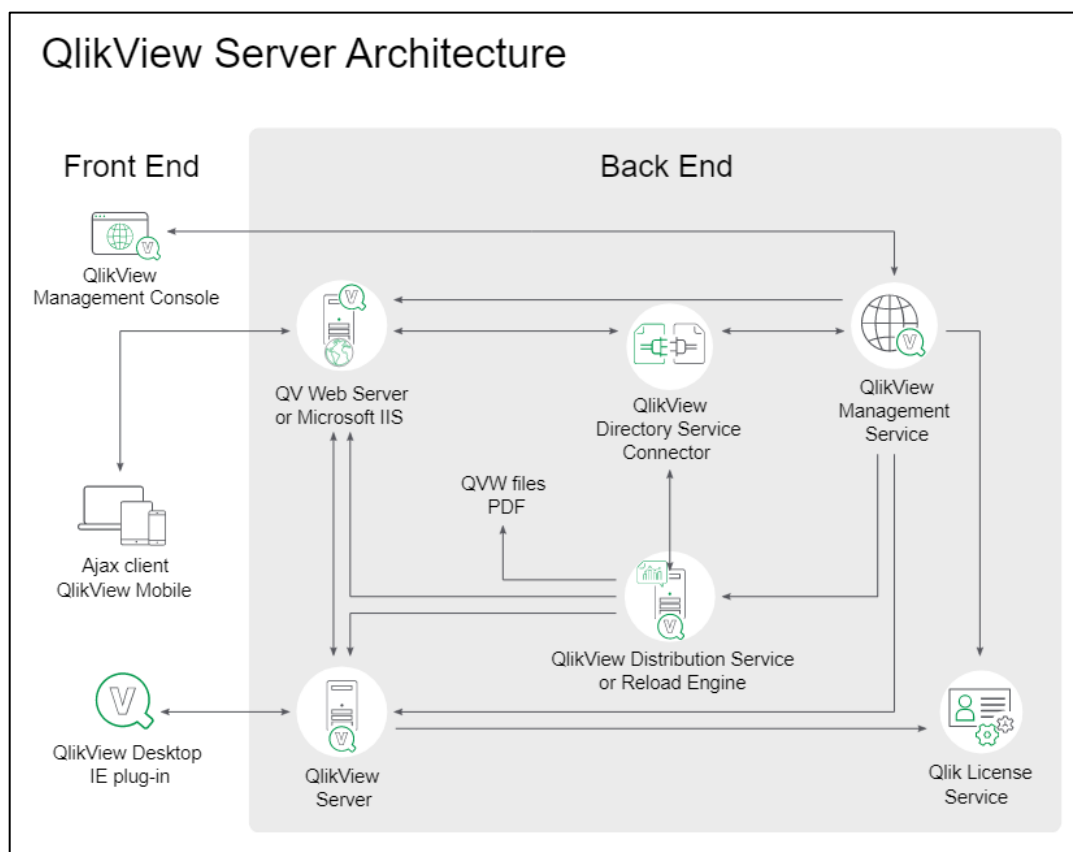 QlikView Server Architecture
Front End
Back End
QlikView
Management Console
QV Web Server
or Microsoft IIS
QlikView
Directory Service
Connector
QlikView
Management
Service
QVW files
PDF
Ajax client
QlikView Mobile
QlikView Distribution Service
or Reload Engine
QlikView Desktop
IE plug-in
QlikView
Server
Qlik License
Service